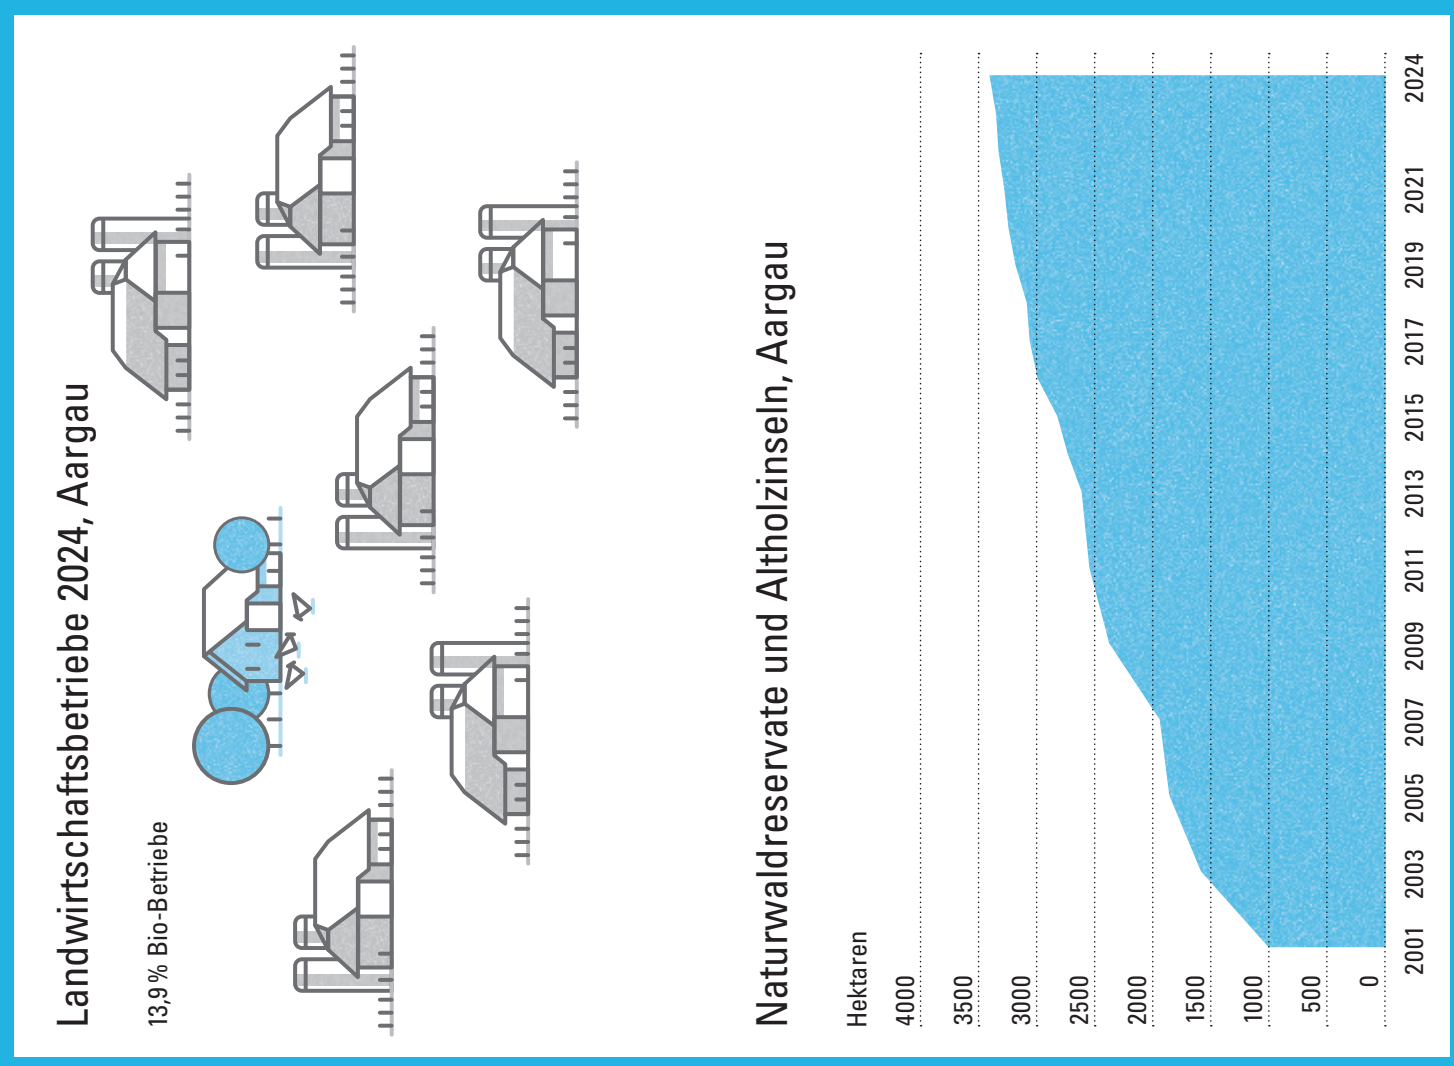 Landwirtschaftsbetriebe 2024, Aargau
13,9 % Bio-Betriebe
Naturwaldreservate und Altholzinseln, Aargau
Hektaren
4000
3500
3000
2500
2000
1500
1000
500
0
2001 2003 2005 2007 2009 2011 2013 2015 2017 2019 2021 2024